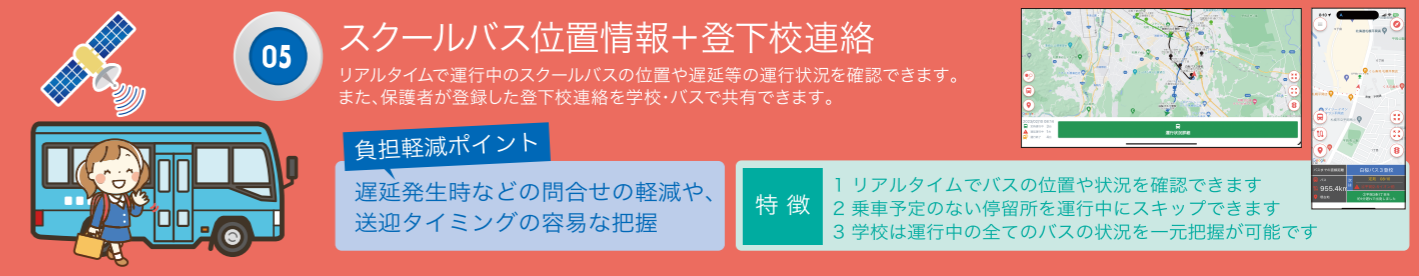 05
スクールバス位置情報＋登下校連絡
リアルタイムで運行中のスクールバスの位置や遅延等の運行状況を確認できます。
また、保護者が登録した登下校連絡を学校・バスで共有できます。
負担軽減ポイント
遅延発生時などの問合せの軽減や、
送迎タイミングの容易な把握
特徴
1 リアルタイムでバスの位置や状況を確認できます
2 乗車予定のない停留所を運行中にスキップできます
3 学校は運行中の全てのバスの状況を一元把握が可能です
運行状況詳細
955.4km